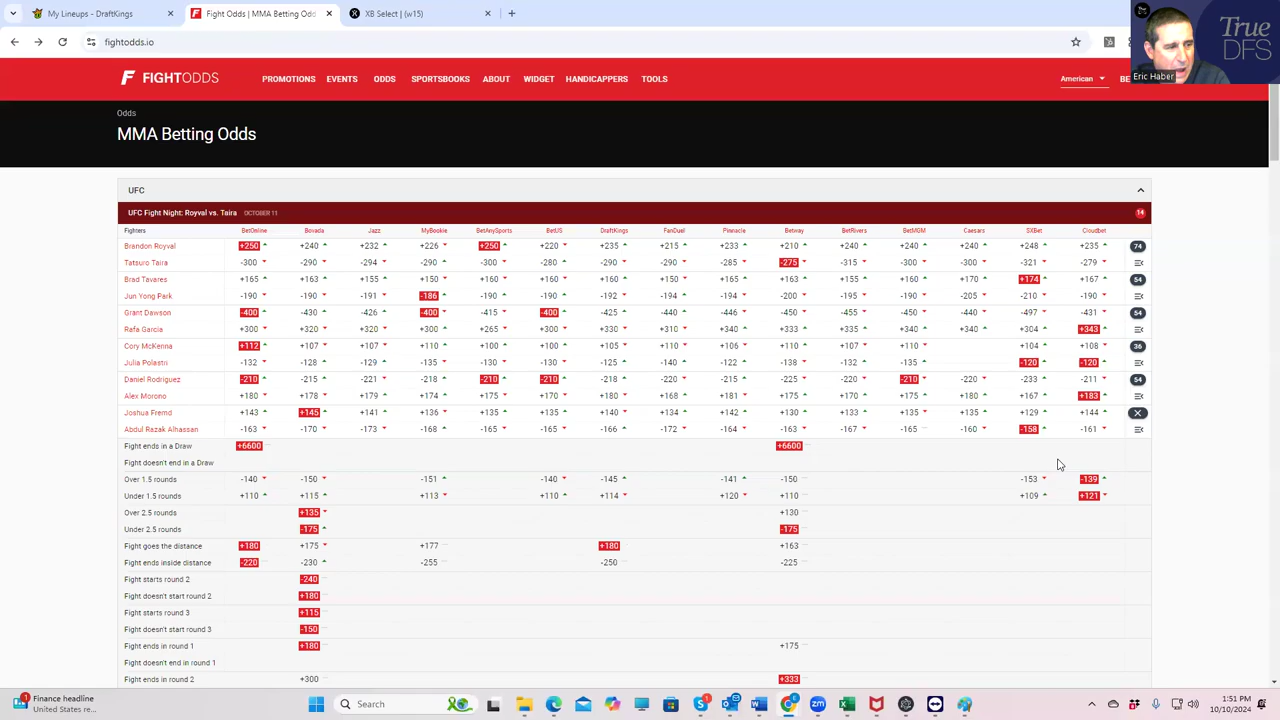 My Lineups - DraftKings
Fight Odds | MMA Betting Odds
XB Select | (w15)
fightodds.io
True
DFS
Eric Haber
FIGHTODDS
PROMOTIONS EVENTS ODDS SPORTSBOOKS ABOUT WIDGET HANDICAPPERS TOOLS American BE
Odds
MMA Betting Odds
UFC
UFC Fight Night: Royval vs. Taira OCTOBER 11 14
Fighters BetOnline Bovada Jazz MyBookie BetAnySports BetUS DraftKings FanDuel Pinnacle Betway BetRivers BetMGM Caesars SXBet Cloudbet
Brandon Royval +250 +240 +232 +226 +250 +220 +235 +215 +233 +210 +240 +240 +240 +248 +235 74
Tatsuro Taira -300 -290 -294 -290 -300 -280 -290 -290 -285 -275 -315 -300 -300 -321 -279
Brad Tavares +165 +163 +155 +150 +160 +160 +160 +150 +165 +163 +155 +160 +170 +174 +167 54
Jun Yong Park -190 -190 -191 -186 -190 -190 -192 -194 -194 -200 -195 -190 -205 -210 -190
Grant Dawson -400 -430 -426 -400 -415 -400 -425 -440 -446 -450 -455 -450 -440 -497 -431 54
Rafa Garcia +300 +320 +320 +300 +265 +300 +330 +310 +340 +333 +335 +340 +340 +304 +343
Cory McKenna +112 +107 +107 +110 +100 +100 +105 +110 +106 +110 +107 +110 +104 +108 36
Julia Polastri -132 -128 -129 -135 -130 -130 -125 -140 -122 -138 -132 -135 -120 -120
Daniel Rodriguez -210 -215 -221 -218 -210 -210 -218 -220 -215 -225 -220 -210 -220 -233 -211 54
Alex Morono +180 +178 +179 +174 +175 +170 +180 +168 +181 +175 +170 +175 +180 +167 +183
Joshua Fremd +143 +145 +141 +136 +135 +135 +140 +134 +142 +130 +133 +135 +135 +129 +144
Abdul Razak Alhassan -163 -170 -173 -168 -165 -165 -166 -172 -164 -163 -168 -165 -160 -158 -161
Fight ends in a Draw +6600 +6600
Fight doesn't end in a Draw
Over 1.5 rounds -140 -150 -151 -140 -145 -141 -150 -153 -139
Under 1.5 rounds +110 +115 +113 +110 +114 +120 +110 +109 +121
Over 2.5 rounds +135 +130
Under 2.5 rounds -175 -175
Fight goes the distance +180 +175 +177 +180 +163
Fight ends inside distance -220 -230 -255 -250 -225
Fight starts round 2 -240
Fight doesn't start round 2 +180
Fight starts round 3 +115
Fight doesn't start round 3 -150
Fight ends in round 1 +180 +175
Fight doesn't end in round 1
Fight ends in round 2 +300 +333
Finance headline
United States re...
Search
1:51 PM
10/10/2024